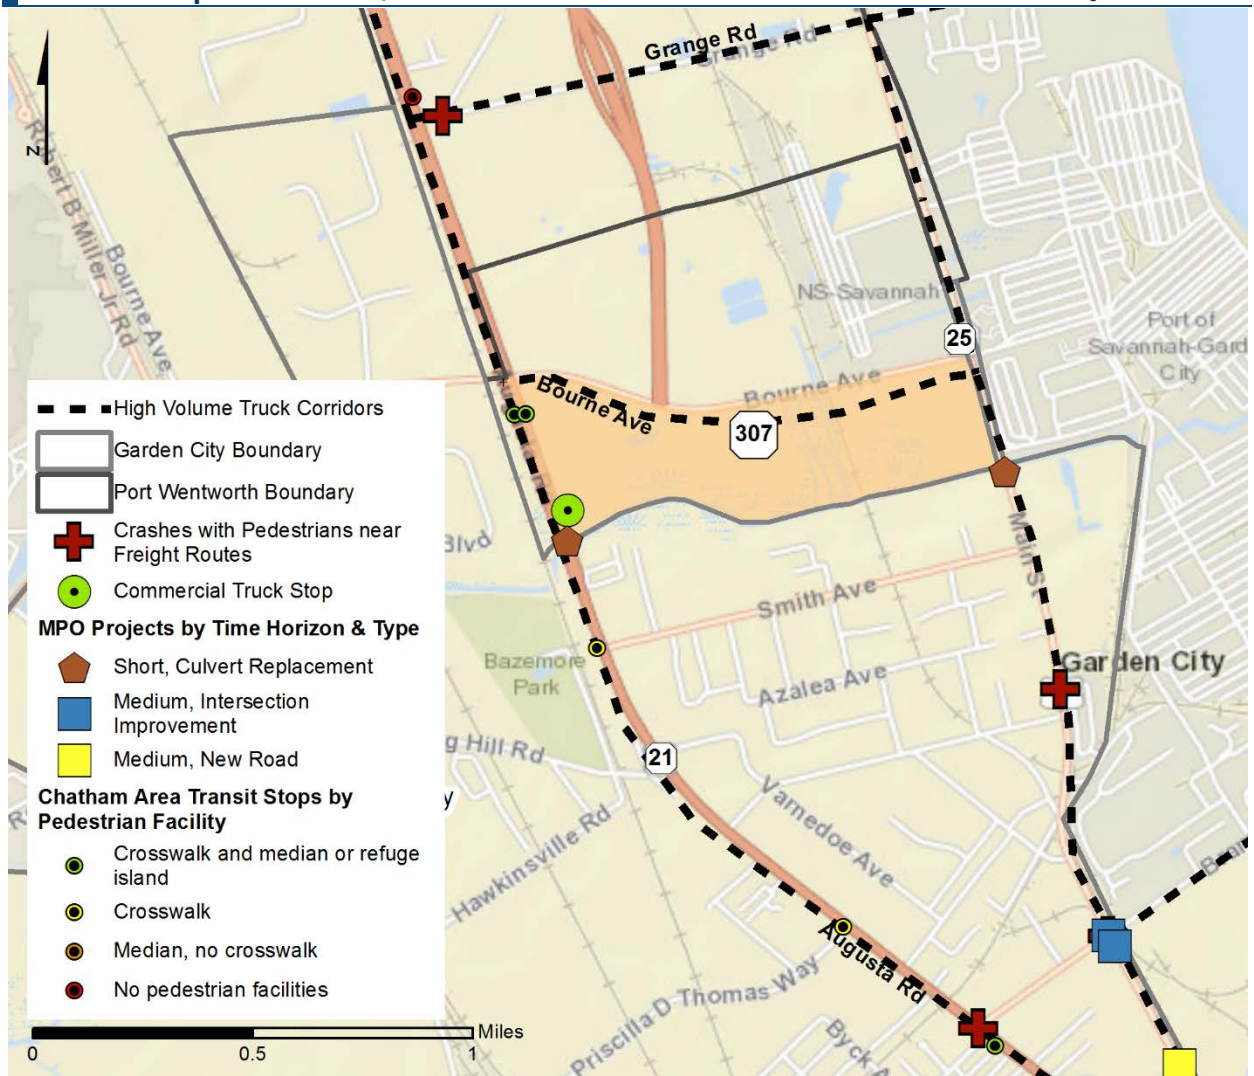 Grange Rd
Grange Rd
N
Robert B Miller Jr Rd
Bourne Ave
NS-Savannah
25
Port of
Savannah-Gard
City
Bourne Ave
Bourne Ave
307
High Volume Truck Corridors
Garden City Boundary
Port Wentworth Boundary
Crashes with Pedestrians near
Freight Routes
Commercial Truck Stop
MPO Projects by Time Horizon & Type
Short, Culvert Replacement
Medium, Intersection
Improvement
Medium, New Road
Chatham Area Transit Stops by
Pedestrian Facility
Crosswalk and median or refuge
island
Crosswalk
Median, no crosswalk
No pedestrian facilities
Blvd
Main St
Smith Ave
Bazemore
Park
Azalea Ave
Garden City
g Hill Rd
21
y
Varnedoe Ave
Hawkinsville Rd
Augusta Rd
Priscilla D Thomas Way
Byck A
Miles
0 0.5 1